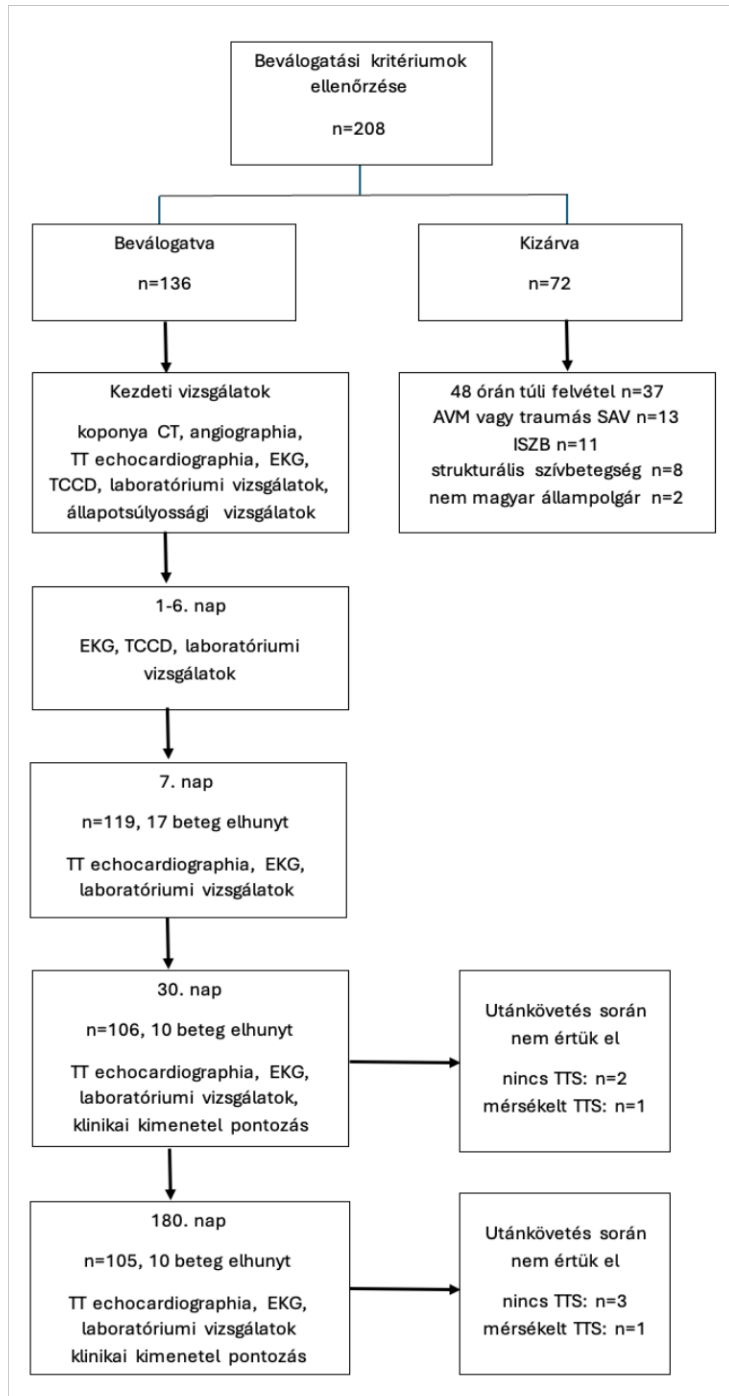 Beválogatási kritériumok
ellenőrzése
n=208
Beválogatva
n=136
Kizárva
n=72
Kezdeti vizsgálatok
koponya CT, angiographia,
TT echocardiographia, EKG,
TCCD, laboratóriumi vizsgálatok,
állapotsúlyossági vizsgálatok
48 órán túli felvétel n=37
AVM vagy traumás SAV n=13
ISZB n=11
strukturális szívbetegség n=8
nem magyar állampolgár n=2
1-6. nap
EKG, TCCD, laboratóriumi
vizsgálatok
7. nap
n=119, 17 beteg elhunyt
TT echocardiographia, EKG,
laboratóriumi vizsgálatok
30. nap
n=106, 10 beteg elhunyt
TT echocardiographia, EKG,
laboratóriumi vizsgálatok,
klinikai kimenetel pontozás
Utánkövetés során
nem értük el
nincs TTS: n=2
mérsékelt TTS: n=1
180. nap
n=105, 10 beteg elhunyt
TT echocardiographia, EKG,
laboratóriumi vizsgálatok
klinikai kimenetel pontozás
Utánkövetés során
nem értük el
nincs TTS: n=3
mérsékelt TTS: n=1